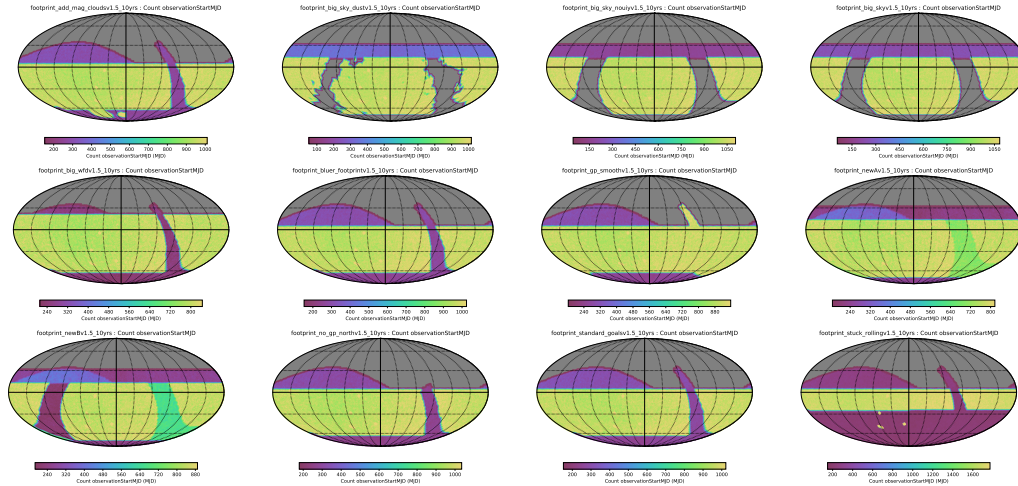 footprint_add_mag_cloudsv1.5_10yrs : Count observationStartMJD
200 300 400 500 600 700 800 900 1000
Count observationStartMJD (MJD)
footprint_big_sky_dustv1.5_10yrs : Count observationStartMJD
100 200 300 400 500 600 700 800 900 1000
Count observationStartMJD (MJD)
footprint_big_sky_nouiyv1.5_10yrs : Count observationStartMJD
150 300 450 600 750 900 1050
Count observationStartMJD (MJD)
footprint_big_skyv1.5_10yrs : Count observationStartMJD
150 300 450 600 750 900 1050
Count observationStartMJD (MJD)
footprint_big_wfdv1.5_10yrs : Count observationStartMJD
240 320 400 480 560 640 720 800
Count observationStartMJD (MJD)
footprint_bluer_footprintv1.5_10yrs : Count observationStartMJD
200 300 400 500 600 700 800 900 1000
Count observationStartMJD (MJD)
footprint_gp_smoothv1.5_10yrs : Count observationStartMJD
240 320 400 480 560 640 720 800 880
Count observationStartMJD (MJD)
footprint_newAv1.5_10yrs : Count observationStartMJD
240 320 400 480 560 640 720 800
Count observationStartMJD (MJD)
footprint_newBv1.5_10yrs : Count observationStartMJD
240 320 400 480 560 640 720 800 880
Count observationStartMJD (MJD)
footprint_no_gp_northv1.5_10yrs : Count observationStartMJD
200 300 400 500 600 700 800 900 1000
Count observationStartMJD (MJD)
footprint_standard_goalsv1.5_10yrs : Count observationStartMJD
200 300 400 500 600 700 800 900 1000
Count observationStartMJD (MJD)
footprint_stuck_rollingv1.5_10yrs : Count observationStartMJD
200 400 600 800 1000 1200 1400 1600
Count observationStartMJD (MJD)